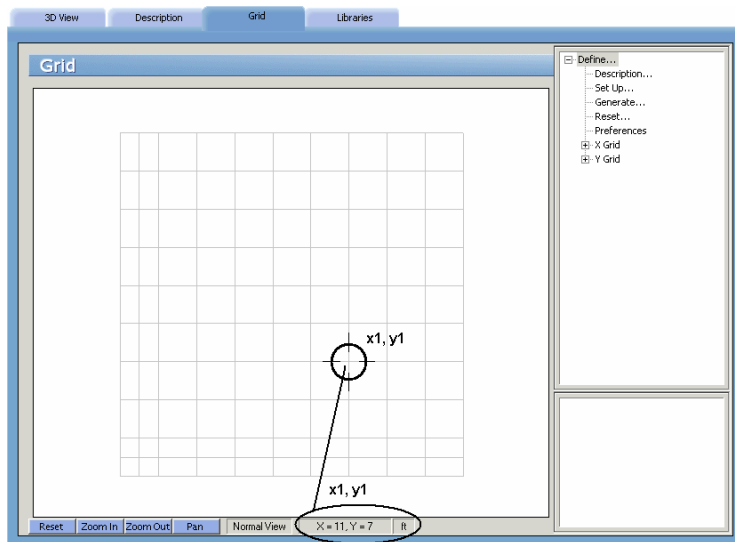 3D View Description Grid Libraries
Grid
Define...
Description...
Set Up...
Generate...
Reset...
Preferences
X Grid
Y Grid
x1, y1
x1, y1
Reset Zoom In Zoom Out Pan Normal View X = 11, Y = 7 ft